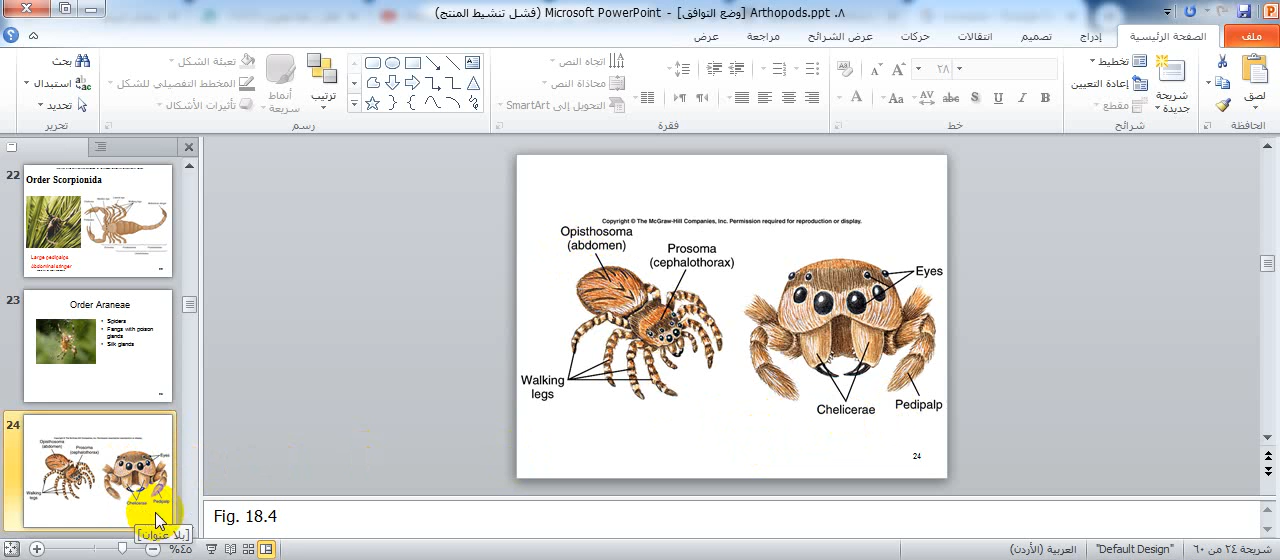 ٨. Arthopods.ppt [وضع التوافق] - Microsoft PowerPoint (فشل تنشيط المنتج)
ملف
الصفحة الرئيسية
إدراج
تصميم
انتقالات
حركات
عرض الشرائح
مراجعة
عرض
لصق
الحافظة
شريحة جديدة
تخطيط
إعادة التعيين
مقطع
شرائح
٢٨
خط
فقرة
اتجاه النص
محاذاة النص
التحويل إلى SmartArt
رسم
ترتيب
أنماط سريعة
تعبئة الشكل
المخطط التفصيلي للشكل
تأثيرات الأشكال
بحث
استبدال
تحديد
تحرير
22
Order Scorpionida
Large pedipalps
Abdominal stinger
23
Order Araneae
• Spiders
• Fangs with poison glands
• Silk glands
24
[بلا عنوان]
Copyright © The McGraw-Hill Companies, Inc. Permission required for reproduction or display.
Opisthosoma
(abdomen)
Prosoma
(cephalothorax)
Eyes
Walking
legs
Chelicerae
Pedipalp
24
Fig. 18.4
شريحة ٢٤ من ٦٠
"Default Design"
العربية (الأردن)
٤٥%